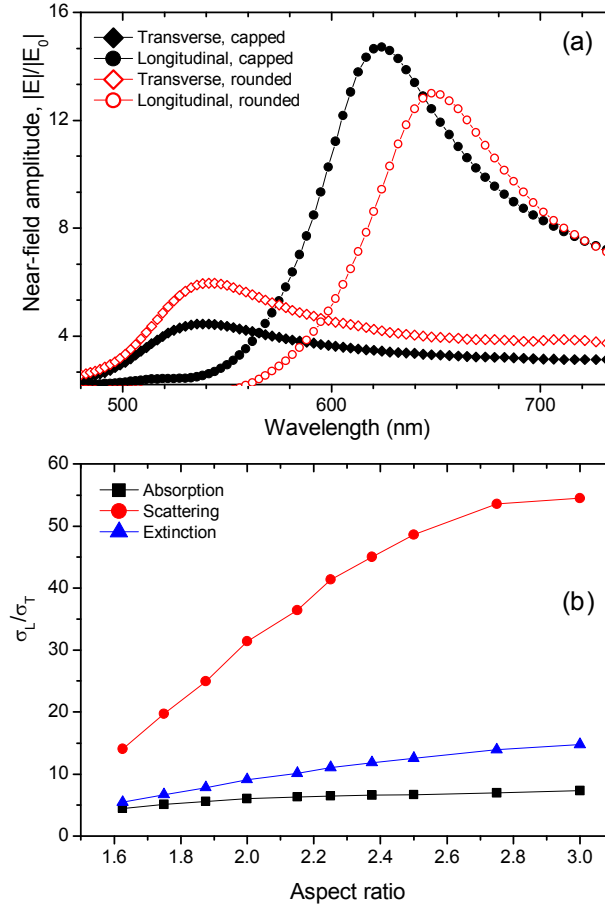 16
12
8
4
Near-field amplitude, |E|/|E₀|
Transverse, capped
Longitudinal, capped
Transverse, rounded
Longitudinal, rounded
(a)
500
600
700
Wavelength (nm)
60
50
40
30
20
10
0
σL/σT
Absorption
Scattering
Extinction
(b)
1.6
1.8
2.0
2.2
2.4
2.6
2.8
3.0
Aspect ratio